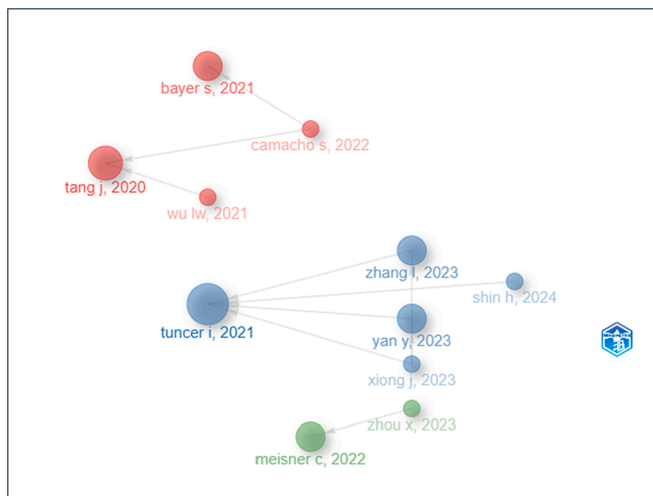 bayer s, 2021
camacho s, 2022
tang j, 2020
wu lw, 2021
zhang l, 2023
shin h, 2024
tuncer i, 2021
yan y, 2023
xiong j, 2023
zhou x, 2023
meisner c, 2022